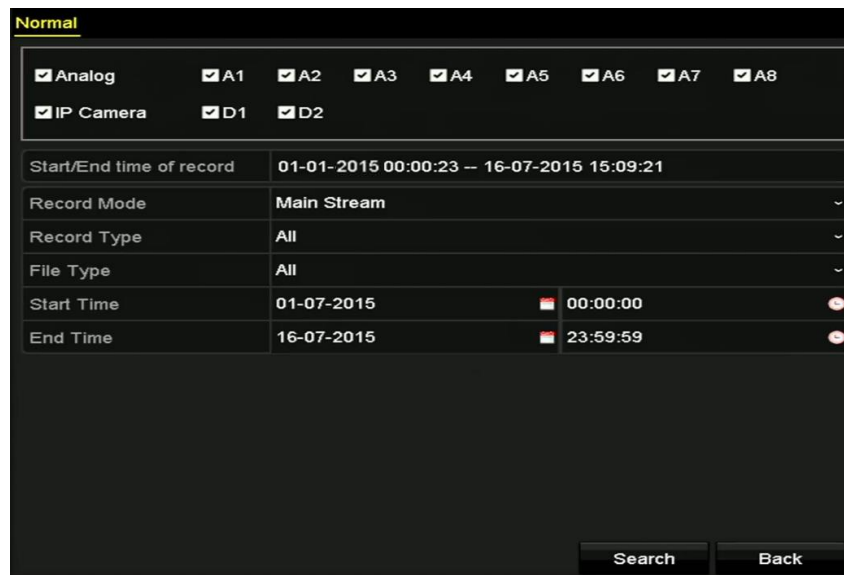 Normal
Analog A1 A2 A3 A4 A5 A6 A7 A8
IP Camera D1 D2
Start/End time of record 01-01-2015 00:00:23 -- 16-07-2015 15:09:21
Record Mode Main Stream
Record Type All
File Type All
Start Time 01-07-2015 00:00:00
End Time 16-07-2015 23:59:59
Search Back